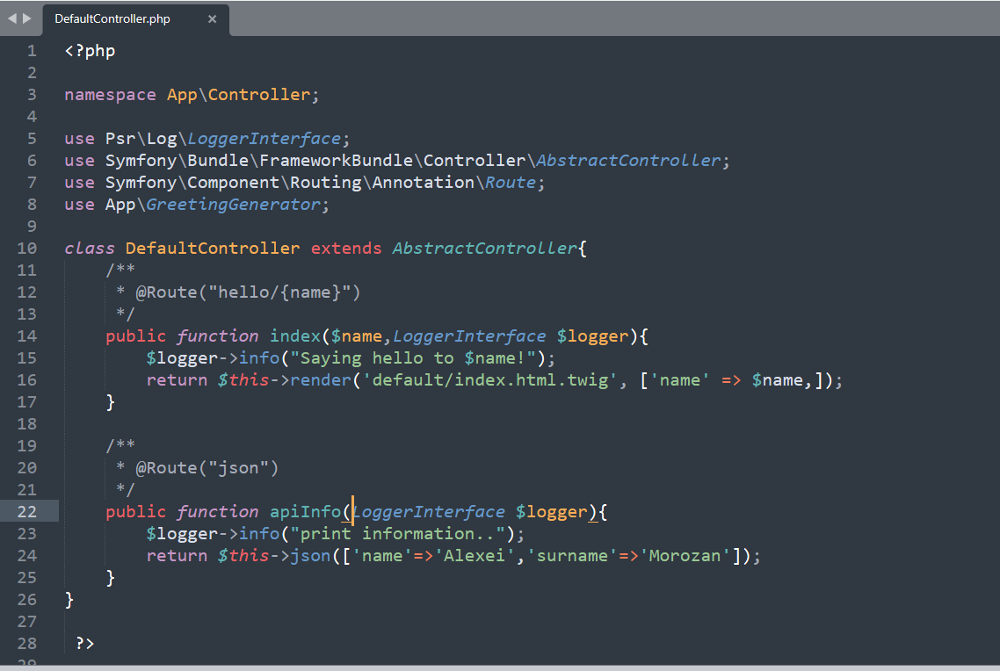 DefaultController.php ×
1 <?php
2
3 namespace App\Controller;
4
5 use Psr\Log\LoggerInterface;
6 use Symfony\Bundle\FrameworkBundle\Controller\AbstractController;
7 use Symfony\Component\Routing\Annotation\Route;
8 use App\GreetingGenerator;
9
10 class DefaultController extends AbstractController{
11     /**
12      * @Route("hello/{name}")
13      */
14     public function index($name,LoggerInterface $logger){
15         $logger->info("Saying hello to $name!");
16         return $this->render('default/index.html.twig', ['name' => $name,]);
17     }
18
19     /**
20      * @Route("json")
21      */
22     public function apiInfo(LoggerInterface $logger){
23         $logger->info("print information..");
24         return $this->json(['name'=>'Alexei','surname'=>'Morozan']);
25     }
26 }
27
28  ?>
29